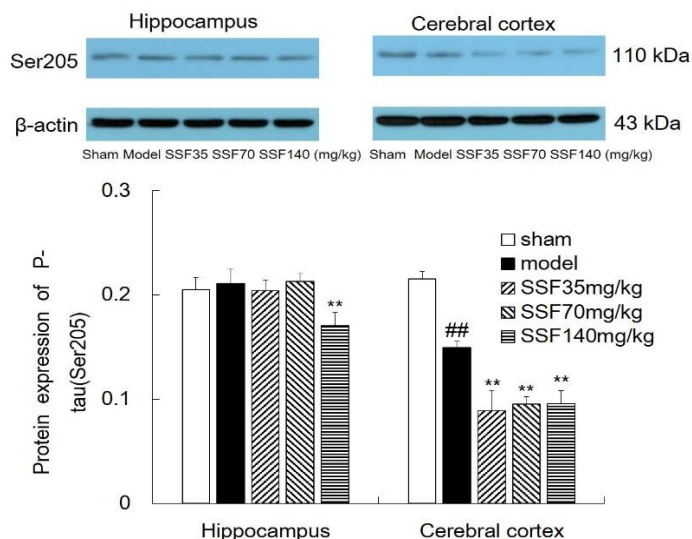 Hippocampus Cerebral cortex
Ser205 110 kDa
β-actin 43 kDa
Sham Model SSF35 SSF70 SSF140 (mg/kg) Sham Model SSF35 SSF70 SSF140 (mg/kg)
0.3
0.2
0.1
0
Protein expression of P-
tau(Ser205)
sham
model
SSF35mg/kg
SSF70mg/kg
SSF140mg/kg
**
##
** ** **
Hippocampus Cerebral cortex